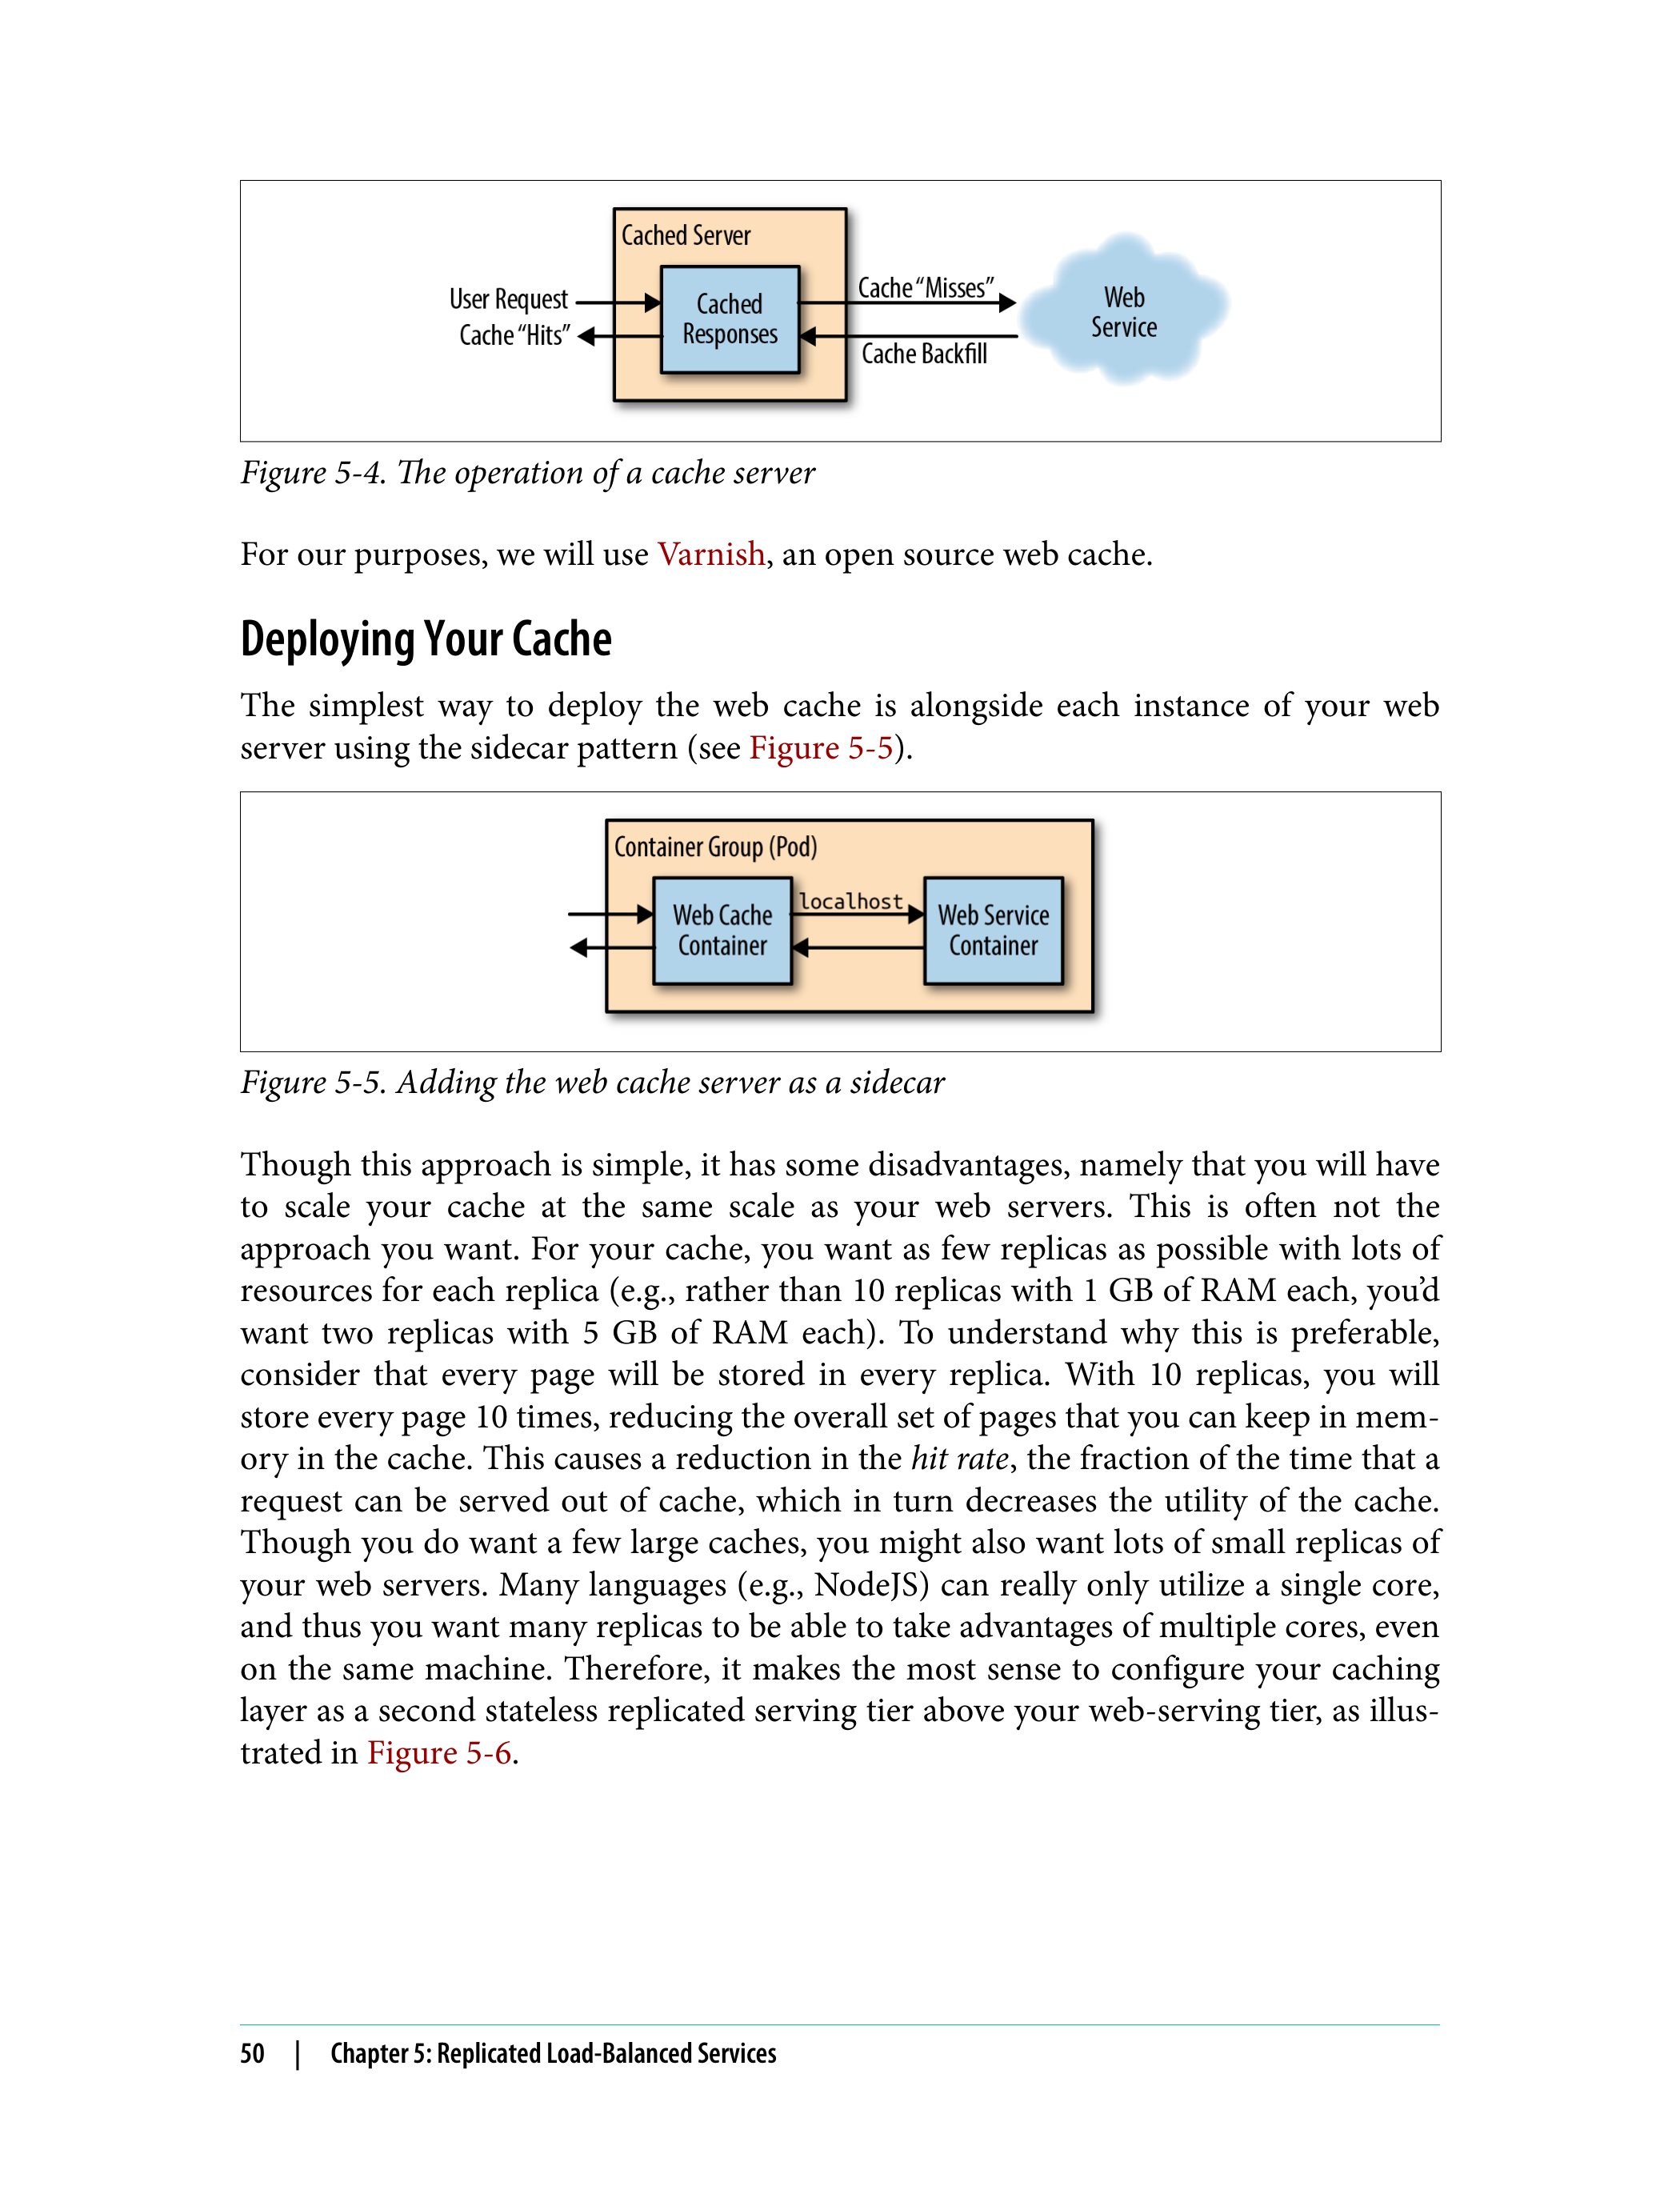 Cached Server
User Request
Cache “Hits”
Cached
Responses
Cache “Misses”
Cache Backfill
Web
Service
Figure 5-4. The operation of a cache server
For our purposes, we will use Varnish, an open source web cache.
Deploying Your Cache
The simplest way to deploy the web cache is alongside each instance of your web
server using the sidecar pattern (see Figure 5-5).
Container Group (Pod)
Web Cache
Container
localhost
Web Service
Container
Figure 5-5. Adding the web cache server as a sidecar
Though this approach is simple, it has some disadvantages, namely that you will have
to scale your cache at the same scale as your web servers. This is often not the
approach you want. For your cache, you want as few replicas as possible with lots of
resources for each replica (e.g., rather than 10 replicas with 1 GB of RAM each, you’d
want two replicas with 5 GB of RAM each). To understand why this is preferable,
consider that every page will be stored in every replica. With 10 replicas, you will
store every page 10 times, reducing the overall set of pages that you can keep in mem-
ory in the cache. This causes a reduction in the hit rate, the fraction of the time that a
request can be served out of cache, which in turn decreases the utility of the cache.
Though you do want a few large caches, you might also want lots of small replicas of
your web servers. Many languages (e.g., NodeJS) can really only utilize a single core,
and thus you want many replicas to be able to take advantages of multiple cores, even
on the same machine. Therefore, it makes the most sense to configure your caching
layer as a second stateless replicated serving tier above your web-serving tier, as illus-
trated in Figure 5-6.
50 | Chapter 5: Replicated Load-Balanced Services